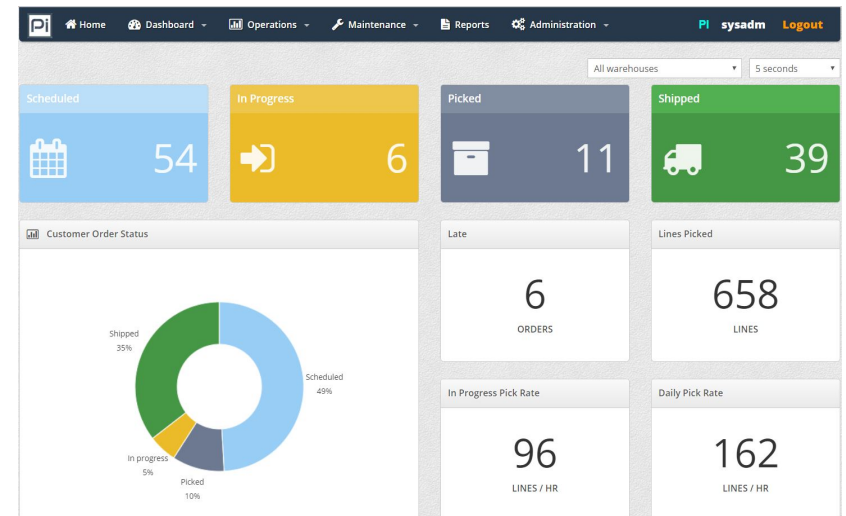 Pi Home Dashboard Operations Maintenance Reports Administration PI sysadm Logout
All warehouses 5 seconds
Scheduled In Progress Picked Shipped
54 6 11 39
Customer Order Status Late Lines Picked
6 658
ORDERS LINES
Shipped
35%
Scheduled
49%
In Progress Pick Rate Daily Pick Rate
96 162
LINES / HR LINES / HR
In progress
5%
Picked
10%